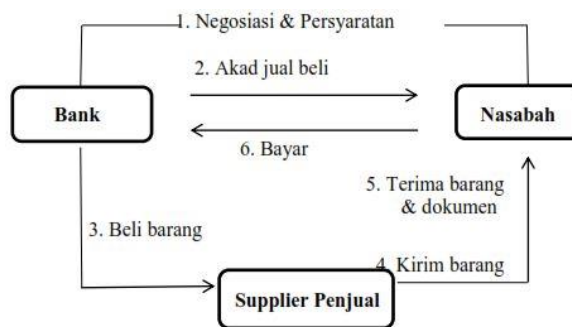 1. Negosiasi & Persyaratan
2. Akad jual beli
Bank
Nasabah
6. Bayar
5. Terima barang
& dokumen
3. Beli barang
4. Kirim barang
Supplier Penjual